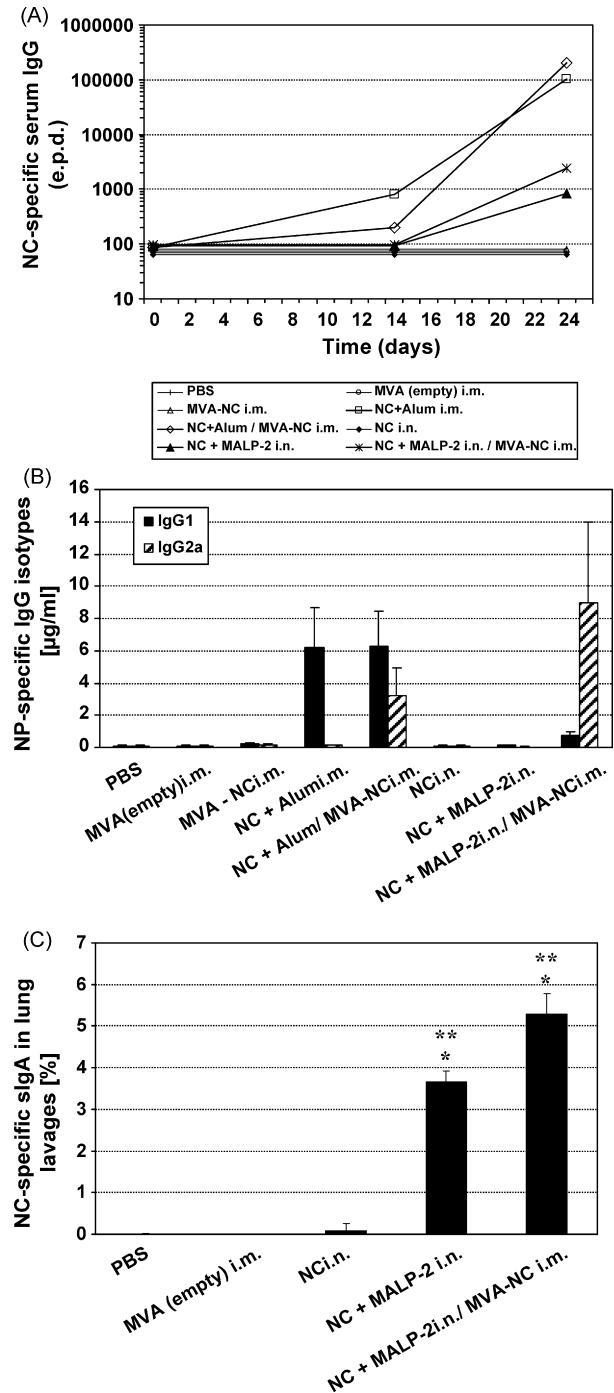 (A)
NC-specific serum IgG
(e.p.d.)
1000000
100000
10000
1000
100
10
0 2 4 6 8 10 12 14 16 18 20 22 24
Time (days)
PBS MVA (empty) i.m.
MVA-NC i.m. NC+Alum i.m.
NC+Alum / MVA-NC i.m. NC i.n.
NC + MALP-2 i.n. NC + MALP-2 i.n. / MVA-NC i.m.
(B)
NP-specific IgG isotypes
[µg/ml]
16
14
12
10
8
6
4
2
0
IgG1
IgG2a
PBS
MVA(empty)i.m.
MVA - NCi.m.
NC + Alumi.m.
NC + Alum/ MVA-NCi.m.
NCi.n.
NC + MALP-2i.n.
NC + MALP-2i.n./ MVA-NCi.m.
(C)
NC-specific sIgA in lung
lavages [%]
7
6
5
4
3
2
1
0
**
*
**
*
PBS
MVA (empty) i.m.
NCi.n.
NC + MALP-2 i.n.
NC + MALP-2i.n./ MVA-NC i.m.